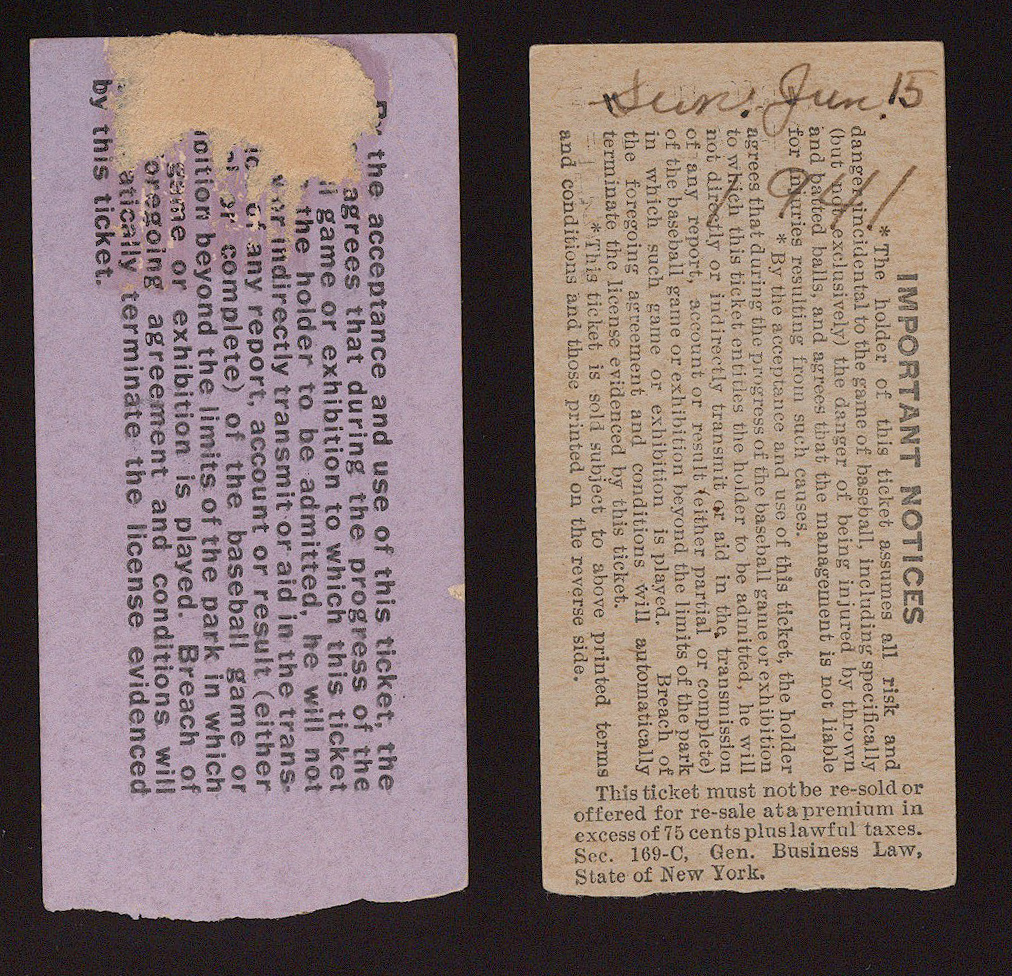 By the acceptance and use of this ticket, the
agrees that during the progress of the
game or exhibition to which this ticket
the holder to be admitted, he will not
indirectly transmit or aid in the trans-
of any report, account or result (either
or complete) of the baseball game or
beyond the limits of the park in which
game or exhibition is played. Breach of
oregoing agreement and conditions will
atically terminate the license evidenced
by this ticket.
Sun. Jun. 15
1941
IMPORTANT NOTICES
*The holder of this ticket assumes all risk and
danger incidental to the game of baseball, including specifically
(but not exclusively) the danger of being injured by thrown
and batted balls, and agrees that the management is not liable
for injuries resulting from such causes.
*By the acceptance and use of this ticket, the holder
agrees that during the progress of the baseball game or exhibition
to which this ticket entitles the holder to be admitted, he will
not directly or indirectly transmit or aid in the transmission
of any report, account or result (either partial or complete)
of the baseball game or exhibition beyond the limits of the park
in which such game or exhibition is played. Breach of
the foregoing agreement and conditions will automatically
terminate the license evidenced by this ticket.
*This ticket is sold subject to above printed terms
and conditions and those printed on the reverse side.
This ticket must not be re-sold or
offered for re-sale at a premium in
excess of 75 cents plus lawful taxes.
Sec. 169-C, Gen. Business Law,
State of New York.